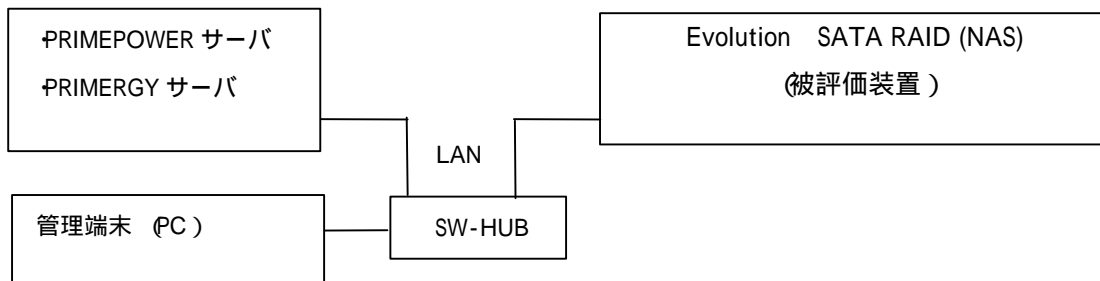 ・PRIMEPOWER サーバ
・PRIMERGY サーバ
Evolution SATA RAID (NAS)
(被評価装置 )
LAN
管理端末 (PC )
SW-HUB